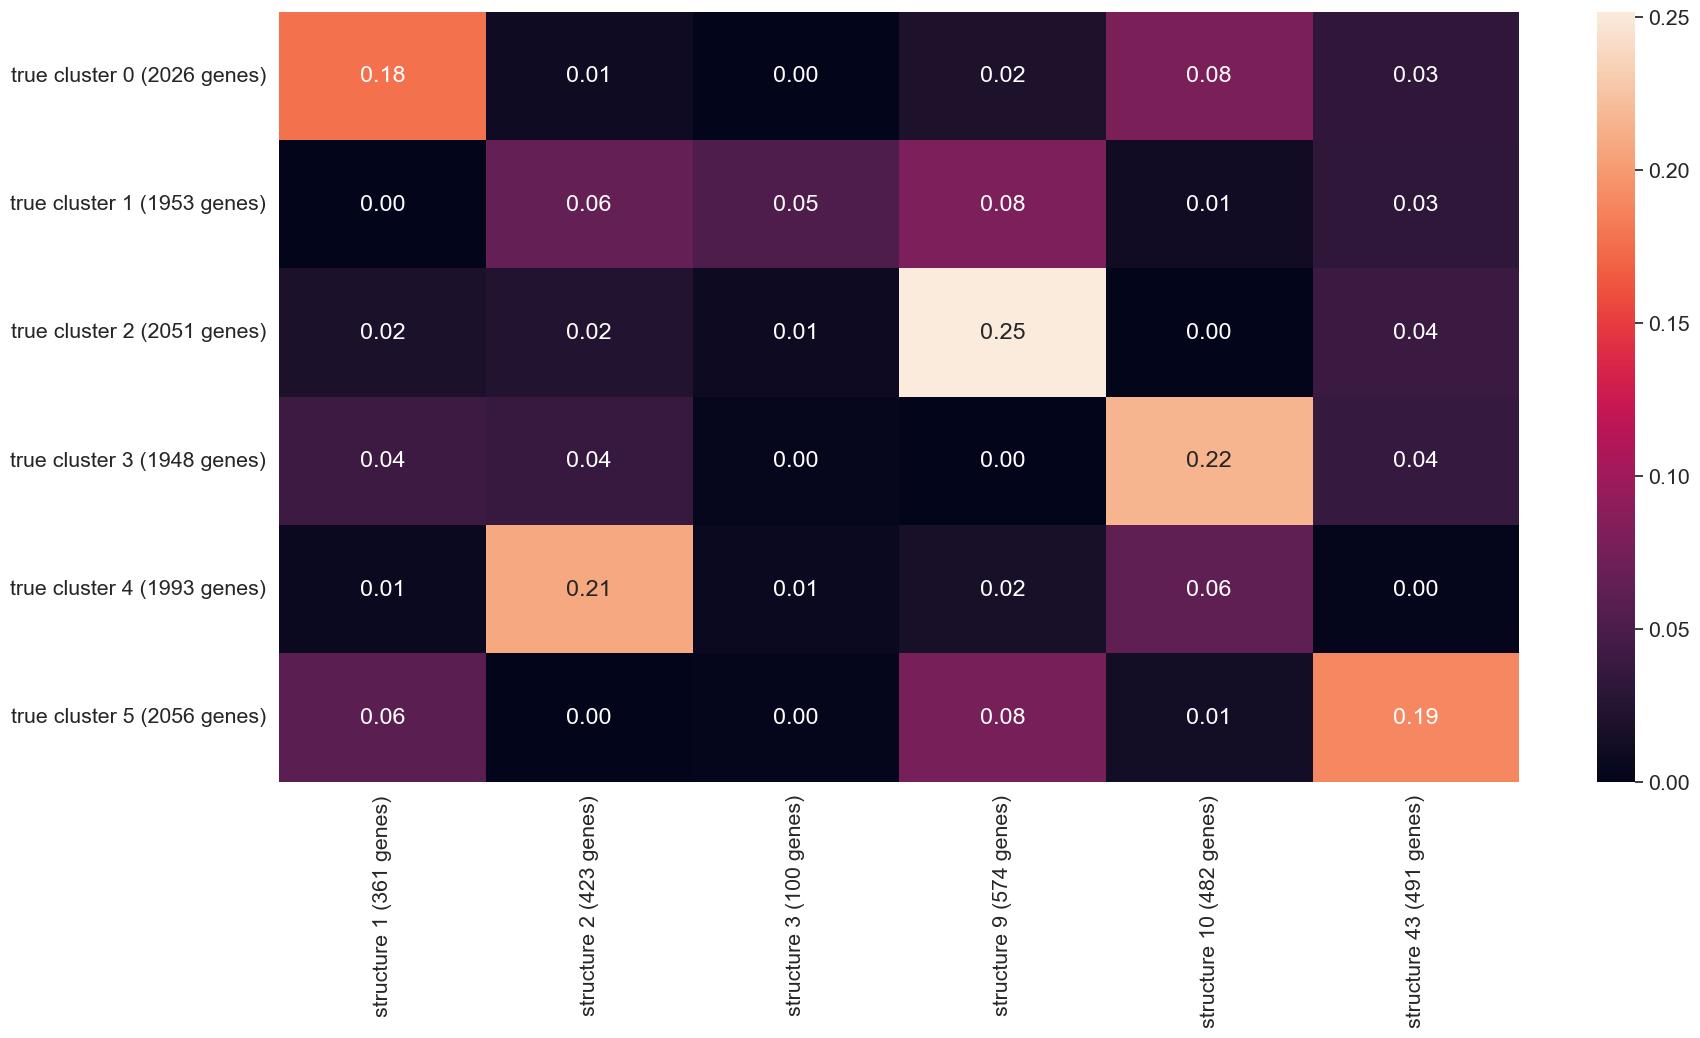 true cluster 0 (2026 genes) 0.18 0.01 0.00 0.02 0.08 0.03
true cluster 1 (1953 genes) 0.00 0.06 0.05 0.08 0.01 0.03
true cluster 2 (2051 genes) 0.02 0.02 0.01 0.25 0.00 0.04
true cluster 3 (1948 genes) 0.04 0.04 0.00 0.00 0.22 0.04
true cluster 4 (1993 genes) 0.01 0.21 0.01 0.02 0.06 0.00
true cluster 5 (2056 genes) 0.06 0.00 0.00 0.08 0.01 0.19
structure 1 (361 genes)
structure 2 (423 genes)
structure 3 (100 genes)
structure 9 (574 genes)
structure 10 (482 genes)
structure 43 (491 genes)
0.25
0.20
0.15
0.10
0.05
0.00